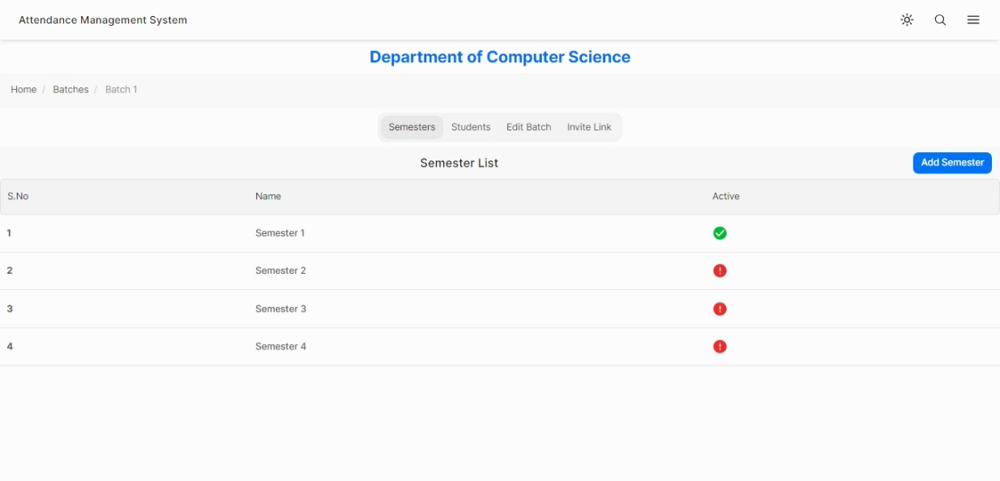 Attendance Management System
Department of Computer Science
Home / Batches / Batch 1
Semesters Students Edit Batch Invite Link
Semester List Add Semester
S.No Name Active
1 Semester 1
2 Semester 2
3 Semester 3
4 Semester 4